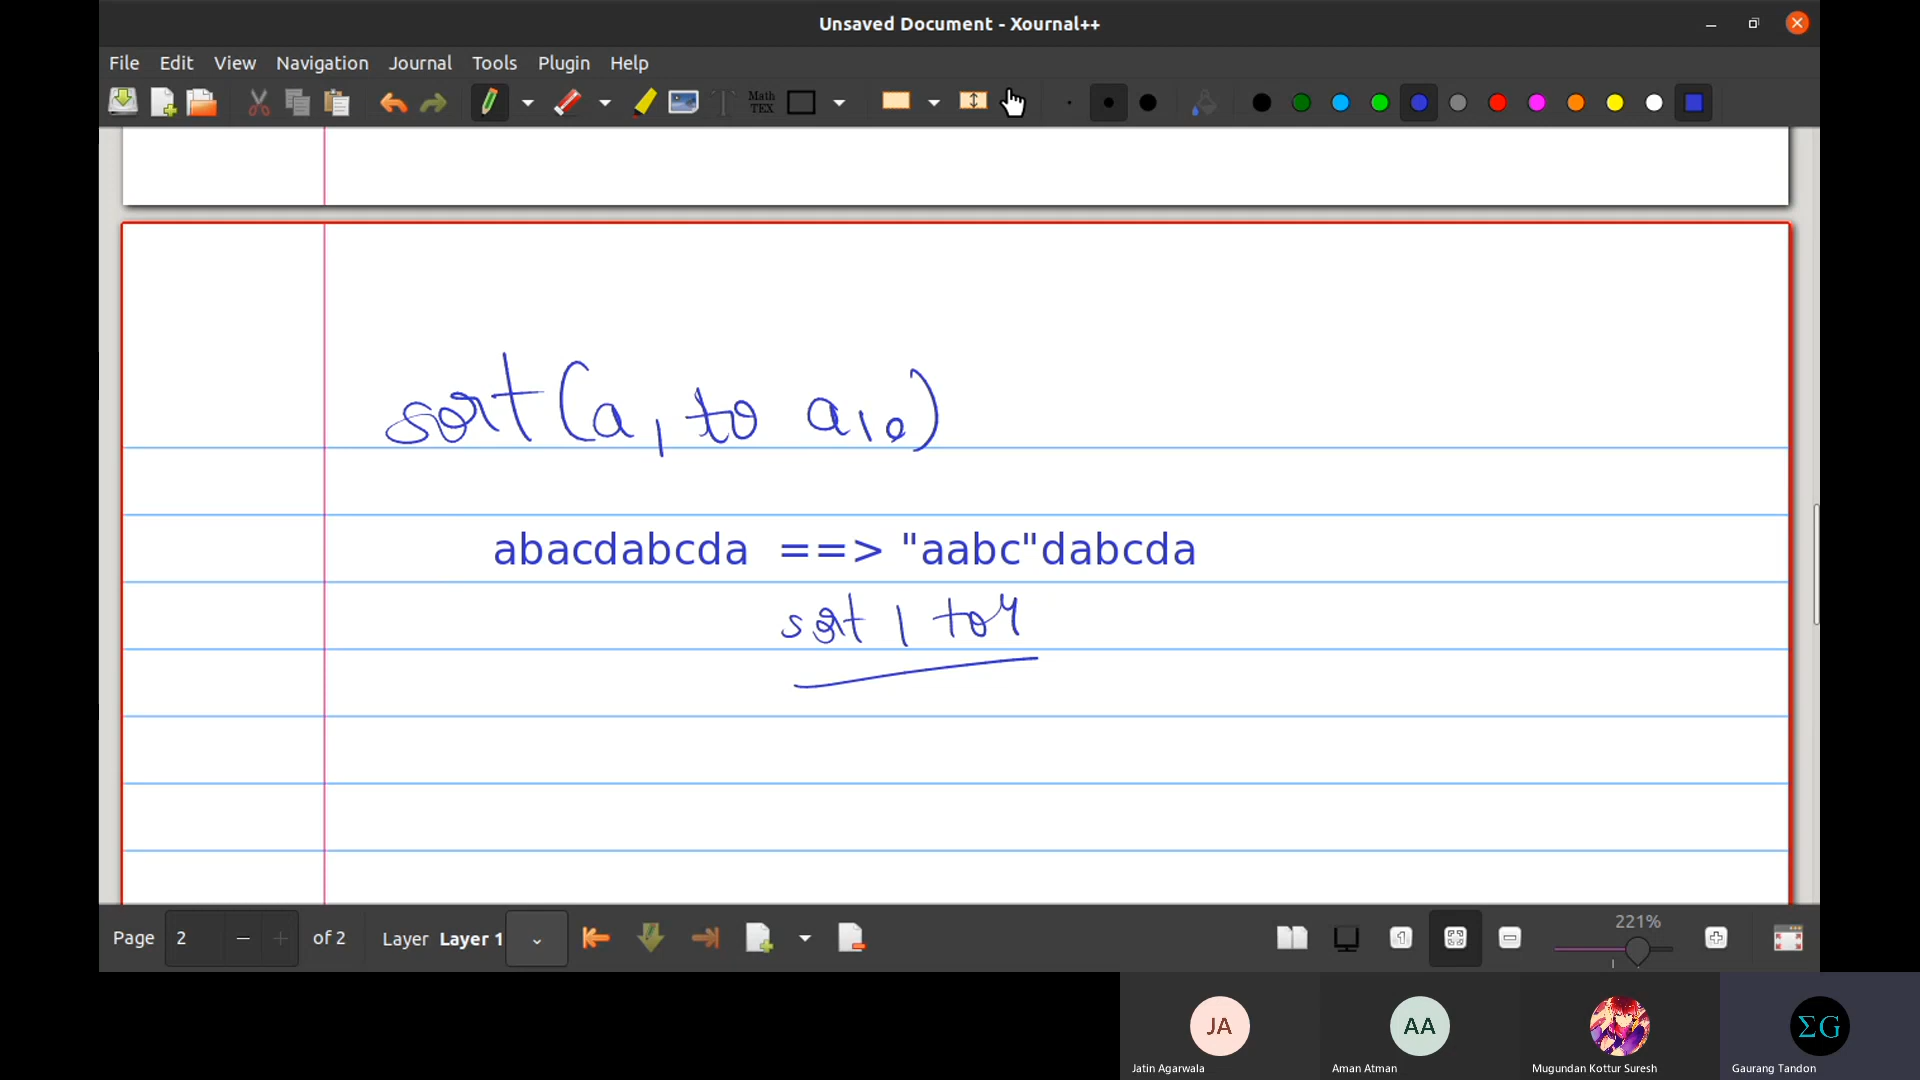 Unsaved Document - Xournal++
File Edit View Navigation Journal Tools Plugin Help
Math
TEX
sort(a1 to a10)
abacdabcda ==> "aabc"dabcda
sort 1 to 4
Page 2 of 2 Layer Layer 1
221%
JA
AA
ΣG
Jatin Agarwala
Aman Atman
Mugundan Kottur Suresh
Gaurang Tandon